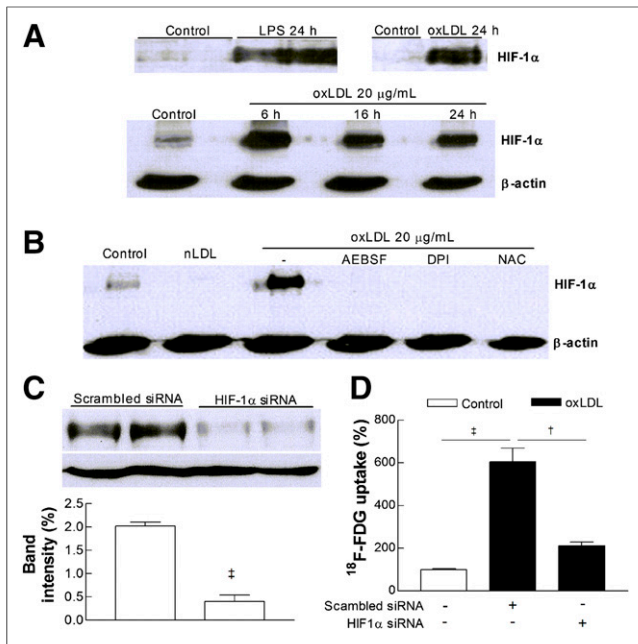 A
Control LPS 24 h Control oxLDL 24 h
HIF-1α
oxLDL 20 μg/mL
Control 6 h 16 h 24 h
HIF-1α
β-actin
B
oxLDL 20 μg/mL
Control nLDL - AEBSF DPI NAC
HIF-1α
β-actin
C
Scrambled siRNA HIF-1α siRNA
Band intensity (%)
2.5
2.0
1.5
1.0
0.5
0.0
‡
D
Control oxLDL
18F-FDG uptake (%)
800
600
400
200
0
‡ †
Scambled siRNA - + -
HIF1α siRNA - - +